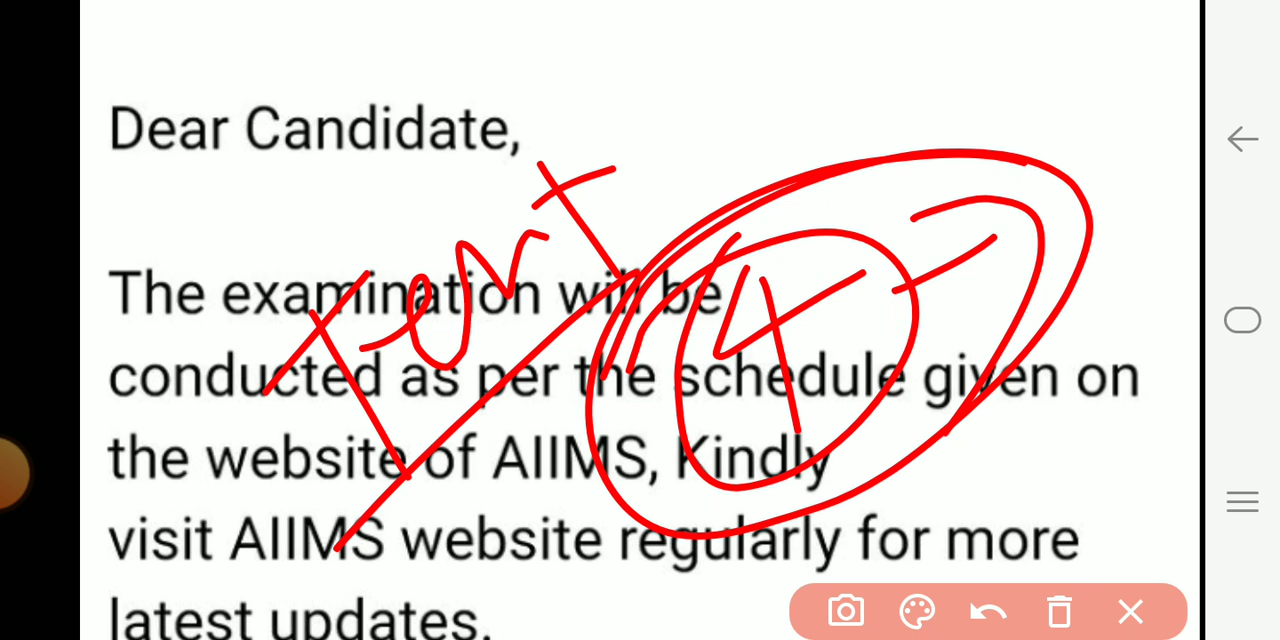 Dear Candidate,
The examination will be
conducted as per the schedule given on
the website of AIIMS, Kindly
visit AIIMS website regularly for more
latest updates.
4